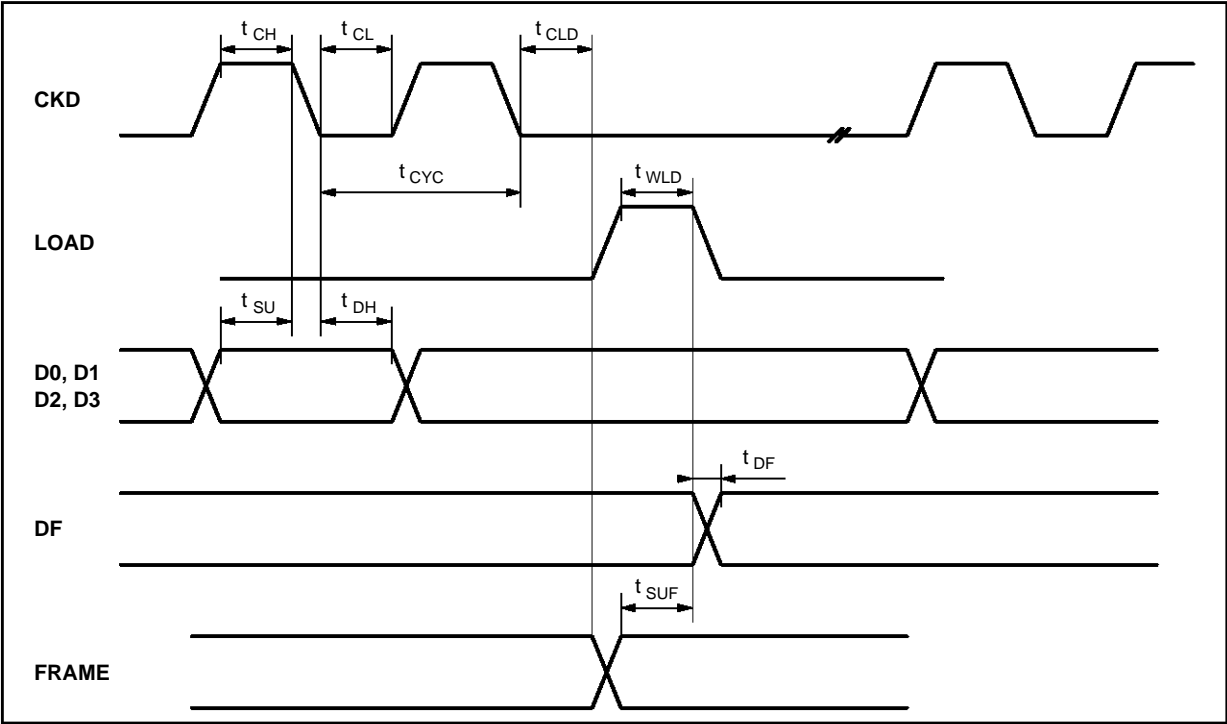 t CH
t CL
t CLD
CKD
t CYC
t WLD
LOAD
t SU
t DH
D0, D1
D2, D3
t DF
DF
t SUF
FRAME